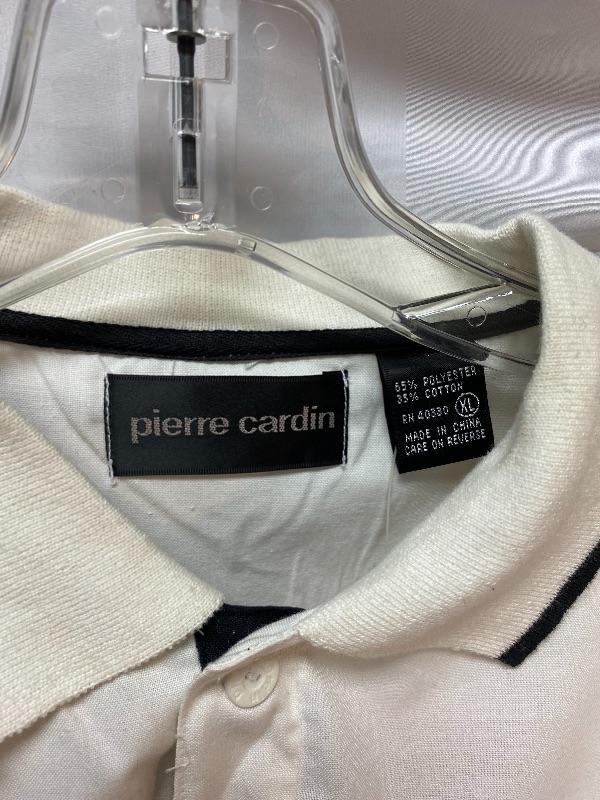 pierre cardin
65% POLYESTER
35% COTTON
RN 40380 XL
MADE IN CHINA
CARE ON REVERSE